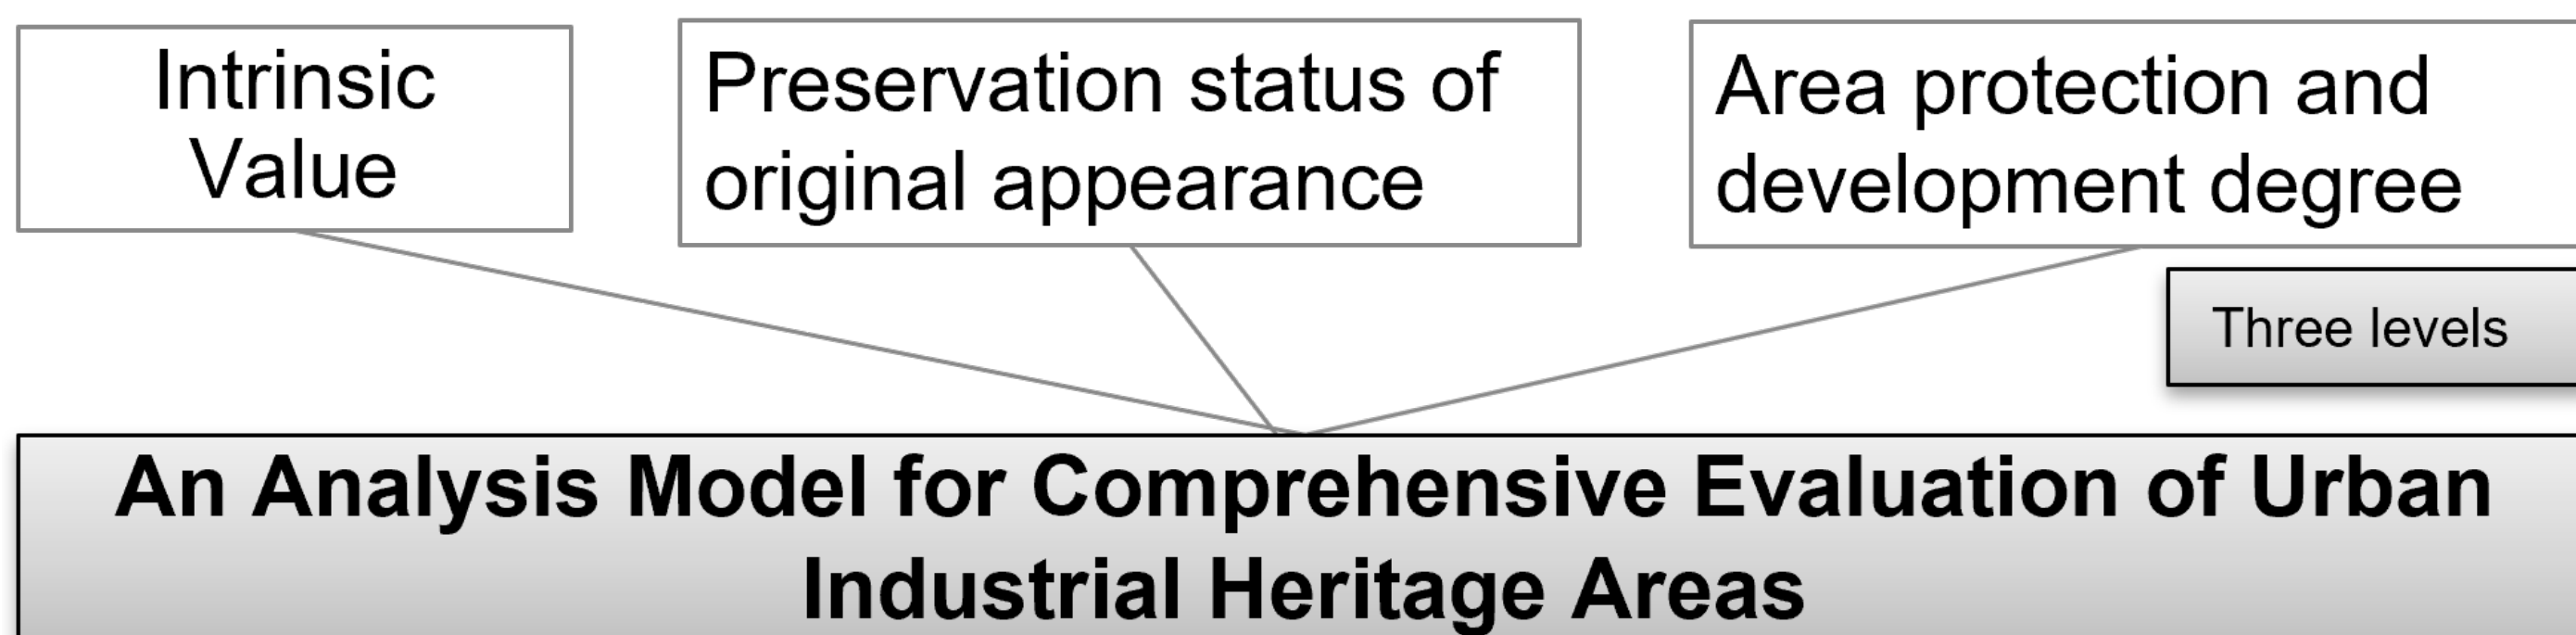 Intrinsic
Value
Preservation status of
original appearance
Area protection and
development degree
Three levels
An Analysis Model for Comprehensive Evaluation of Urban
Industrial Heritage Areas